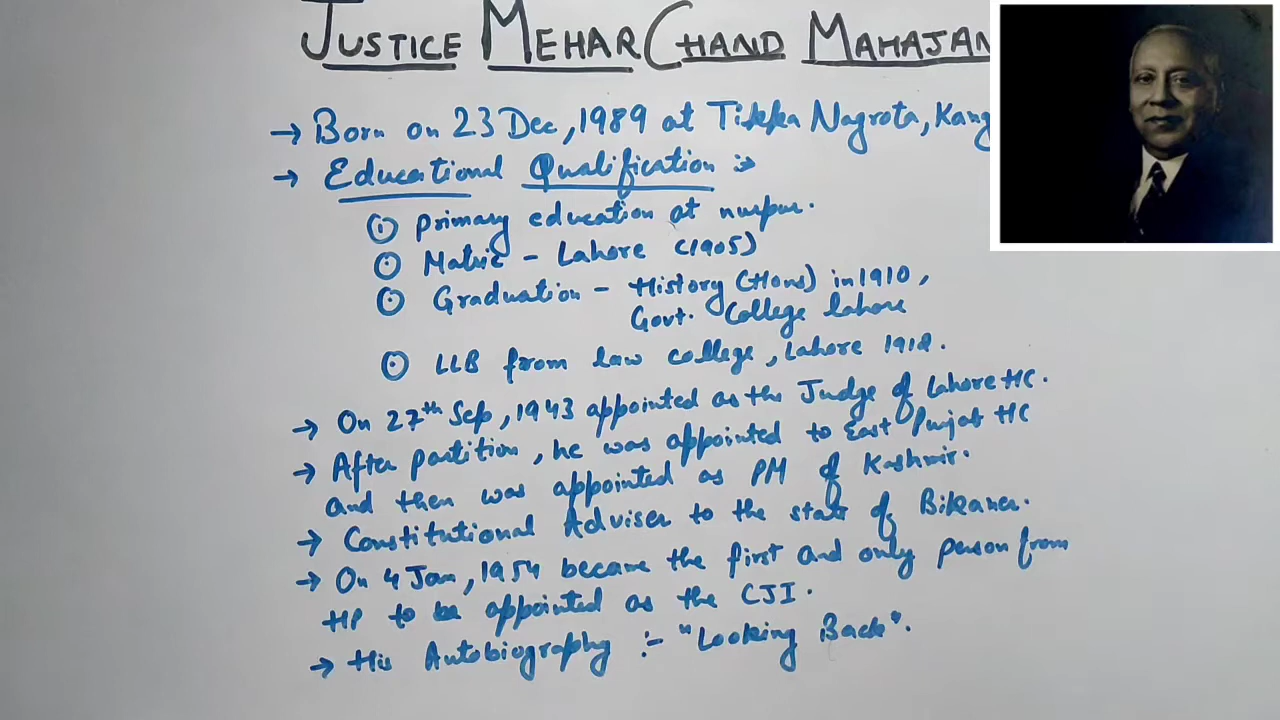 JUSTICE MEHAR CHAND MAHAJAN
→ Born on 23 Dec, 1989 at Tikka Nagrota, Kang
→ Educational Qualification :→
① Primary education at nurpur.
⊙ Matric - Lahore (1905)
⊙ Graduation - History (Hons) in 1910,
Govt. College lahore
⊙ LLB from law college, Lahore 1912.
→ On 27th Sep, 1943 appointed as the Judge of Lahore HC.
→ After partition, he was appointed to East Punjab HC
and then was appointed as PM of Kashmir.
→ Constitutional Adviser to the state of Bikaner.
→ On 4 Jan, 1954 became the first and only person from
HP to be appointed as the CJI.
→ His Autobiography :- "Looking Back".